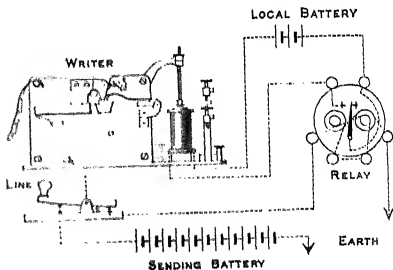 LOCAL BATTERY
WRITER
RELAY
LINE
EARTH
SENDING BATTERY